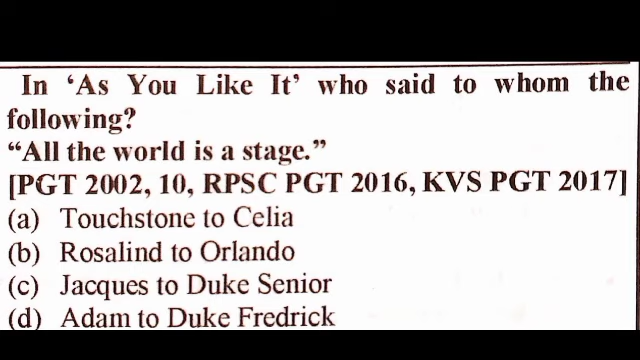 In ‘As You Like It’ who said to whom the
following?
“All the world is a stage.”
[PGT 2002, 10, RPSC PGT 2016, KVS PGT 2017]
(a) Touchstone to Celia
(b) Rosalind to Orlando
(c) Jacques to Duke Senior
(d) Adam to Duke Fredrick